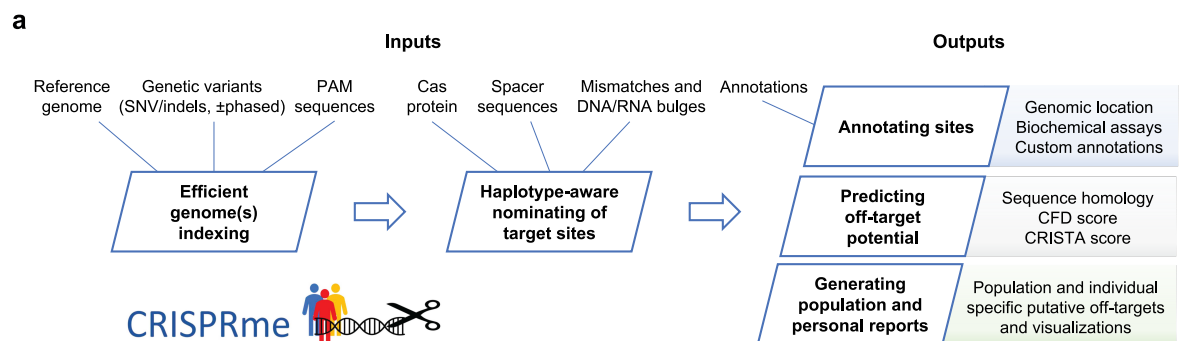 a
Inputs
Outputs
Reference
genome
Genetic variants
(SNV/indels, ±phased)
PAM
sequences
Cas
protein
Spacer
sequences
Mismatches and
DNA/RNA bulges
Annotations
Efficient
genome(s)
indexing
Haplotype-aware
nominating of
target sites
Annotating sites
Genomic location
Biochemical assays
Custom annotations
Predicting
off-target
potential
Sequence homology
CFD score
CRISTA score
Generating
population and
personal reports
Population and individual
specific putative off-targets
and visualizations
CRISPRme